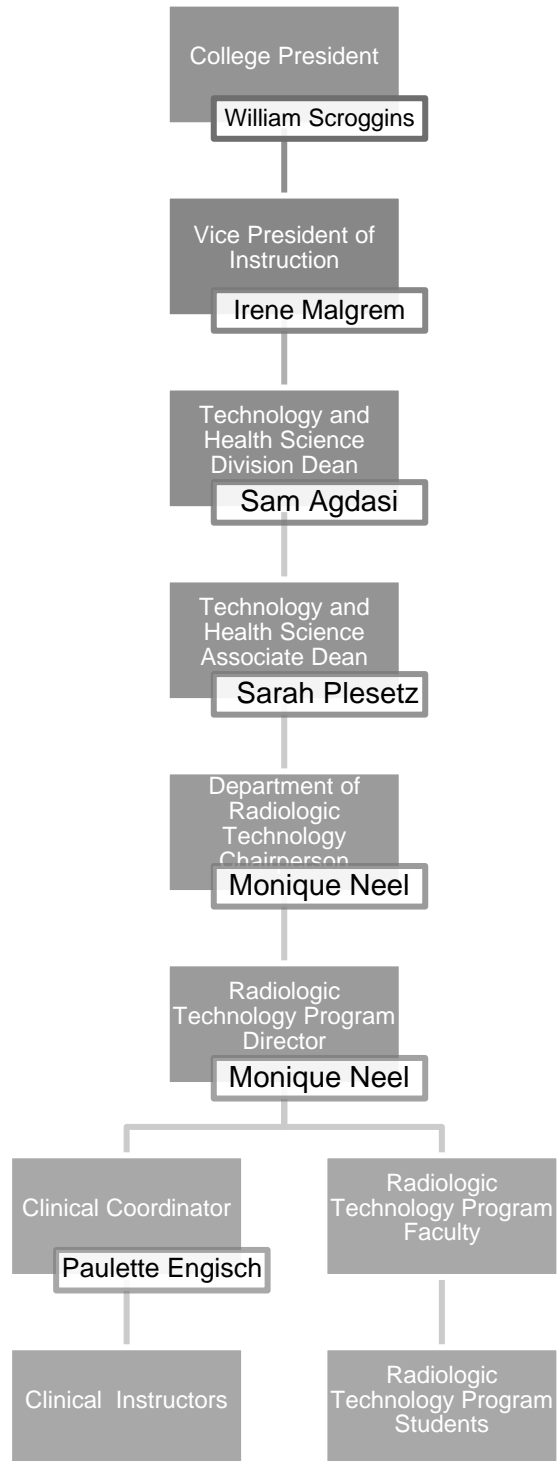 College President
William Scroggins
Vice President of
Instruction
Irene Malgrem
Technology and
Health Science
Division Dean
Sam Agdasi
Technology and
Health Science
Associate Dean
Sarah Plesetz
Department of
Radiologic
Technology
Chairperson
Monique Neel
Radiologic
Technology Program
Director
Monique Neel
Clinical Coordinator
Paulette Engisch
Radiologic
Technology Program
Faculty
Clinical  Instructors
Radiologic
Technology Program
Students